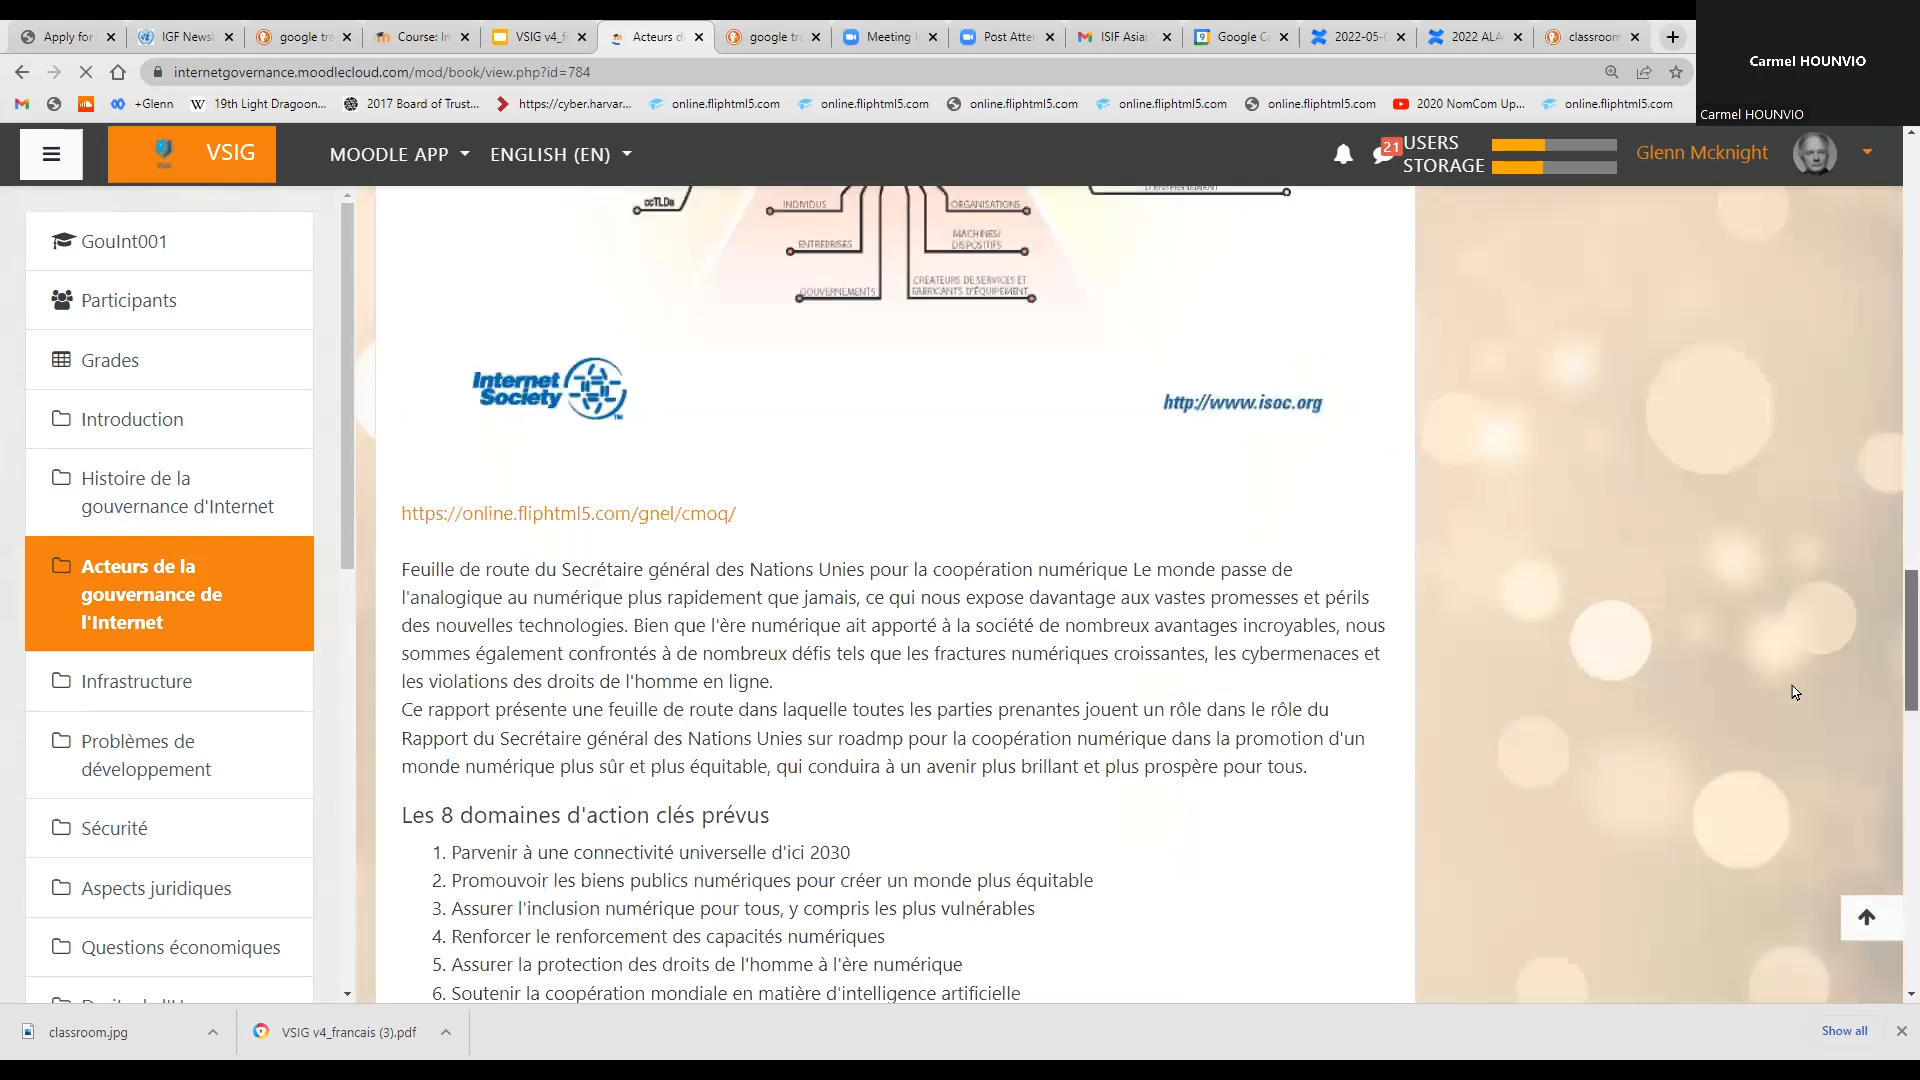 Apply for
IGF News
google tra
Course: In
VSIG v4_f
Acteurs d
google tra
Meeting
Post Atter
ISIF Asia:
Google C
2022-05-
2022 ALA
classroom
internetgovernance.moodlecloud.com/mod/book/view.php?id=784
+Glenn
19th Light Dragoon...
2017 Board of Trust...
https://cyber.harvar...
online.fliphtml5.com
online.fliphtml5.com
online.fliphtml5.com
online.fliphtml5.com
online.fliphtml5.com
2020 NomCom Up...
online.fliphtml5.com
Carmel HOUNVIO
Carmel HOUNVIO
VSIG
MOODLE APP
ENGLISH (EN)
21
USERS
STORAGE
Glenn Mcknight
GouInt001
Participants
Grades
Introduction
Histoire de la
gouvernance d'Internet
Acteurs de la
gouvernance de
l'Internet
Infrastructure
Problèmes de
développement
Sécurité
Aspects juridiques
Questions économiques
D'ENSEIGNEMENT
ccTLDs
INDIVIDUS
ORGANISATIONS
ENTREPRISES
MACHINES/
DISPOSITIFS
GOUVERNEMENTS
CRÉATEURS DE SERVICES ET
FABRICANTS D'ÉQUIPEMENT
Internet
Society
TM
http://www.isoc.org
https://online.fliphtml5.com/gnel/cmoq/
Feuille de route du Secrétaire général des Nations Unies pour la coopération numérique Le monde passe de
l'analogique au numérique plus rapidement que jamais, ce qui nous expose davantage aux vastes promesses et périls
des nouvelles technologies. Bien que l'ère numérique ait apporté à la société de nombreux avantages incroyables, nous
sommes également confrontés à de nombreux défis tels que les fractures numériques croissantes, les cybermenaces et
les violations des droits de l'homme en ligne.
Ce rapport présente une feuille de route dans laquelle toutes les parties prenantes jouent un rôle dans le rôle du
Rapport du Secrétaire général des Nations Unies sur roadmp pour la coopération numérique dans la promotion d'un
monde numérique plus sûr et plus équitable, qui conduira à un avenir plus brillant et plus prospère pour tous.
Les 8 domaines d'action clés prévus
1. Parvenir à une connectivité universelle d'ici 2030
2. Promouvoir les biens publics numériques pour créer un monde plus équitable
3. Assurer l'inclusion numérique pour tous, y compris les plus vulnérables
4. Renforcer le renforcement des capacités numériques
5. Assurer la protection des droits de l'homme à l'ère numérique
6. Soutenir la coopération mondiale en matière d'intelligence artificielle
classroom.jpg
VSIG v4_francais (3).pdf
Show all